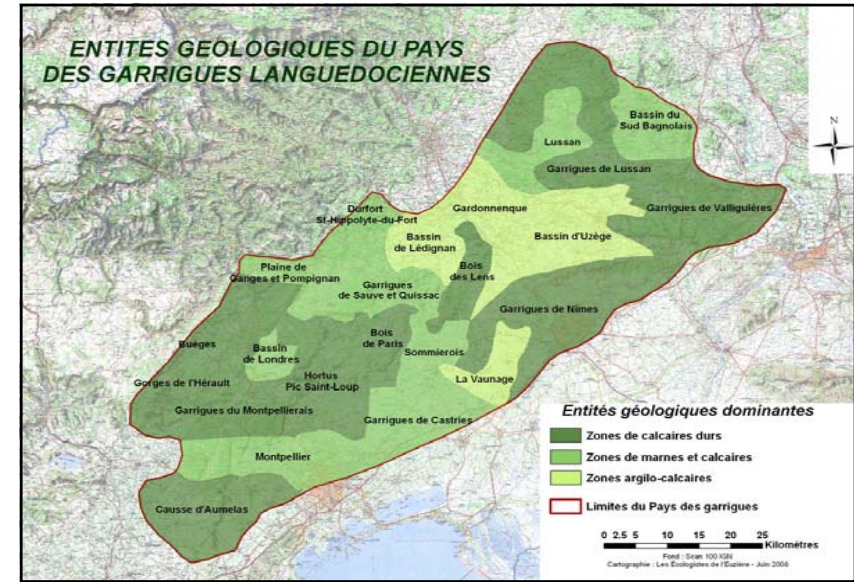 ENTITES GEOLOGIQUES DU PAYS
DES GARRIGUES LANGUEDOCIENNES
N
Bassin du
Sud Bagnolais
Lussan
Garrigues de Lussan
Durfort
St-Hippolyte-du-Fort
Gardonnenque
Garrigues de Valliguières
Bassin
de Lédignan
Bassin d'Uzège
Plaine de
Ganges et Pompignan
Bois
des Lens
Garrigues
de Sauve et Quissac
Garrigues de Nîmes
Buèges
Bassin
de Londres
Bois
de Paris
Sommierois
Gorges de l'Hérault
Hortus
Pic Saint-Loup
La Vaunage
Garrigues du Montpellierais
Garrigues de Castries
Montpellier
Causse d'Aumelas
Entités géologiques dominantes
Zones de calcaires durs
Zones de marnes et calcaires
Zones argilo-calcaires
Limites du Pays des garrigues
0 2.5 5 10 15 20 25
Kilomètres
Fond : Scan 100 IGN
Cartographie : Les Ecologistes de l'Euzière - Juin 2008